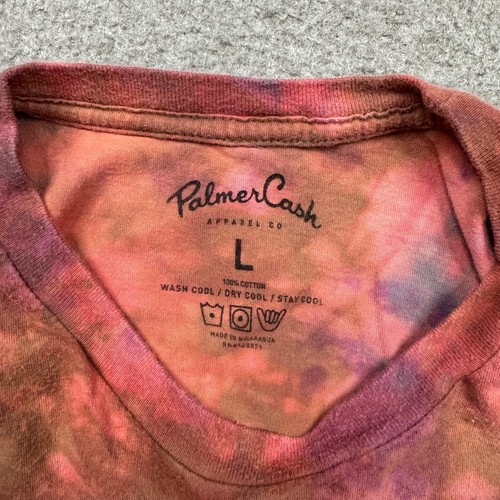 PalmerCash
APPAREL CO
L
100% COTTON
WASH COOL / DRY COOL / STAY COOL
MADE IN NICARAGUA